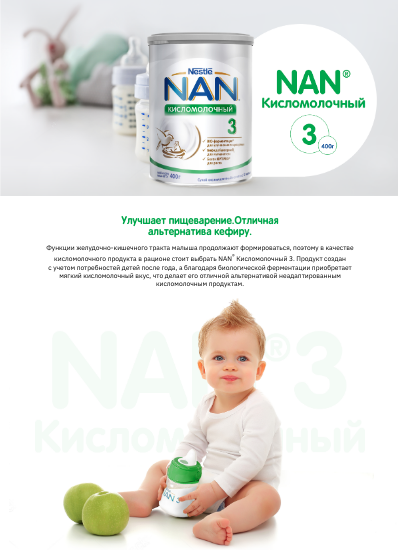 Nestlé
NAN
КИСЛОМОЛОЧНЫЙ
3
400г
NAN®
Кисломолочный
3
400г
Улучшает пищеварение.Отличная
альтернатива кефиру.
Функции желудочно-кишечного тракта малыша продолжают формироваться, поэтому в качестве
кисломолочного продукта в рационе стоит выбрать NAN® Кисломолочный 3. Продукт создан
с учетом потребностей детей после года, а благодаря биологической ферментации приобретает
мягкий кисломолочный вкус, что делает его отличной альтернативой неадаптированным
кисломолочным продуктам.
NAN®3
Кисломолочный
NAN 3